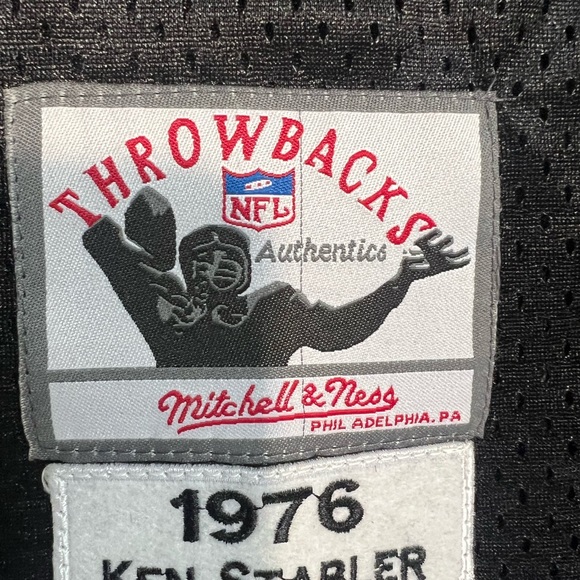 THROWBACKS
NFL
Authentics
Mitchell & Ness
PHILADELPHIA, PA
1976
KEN STABLER